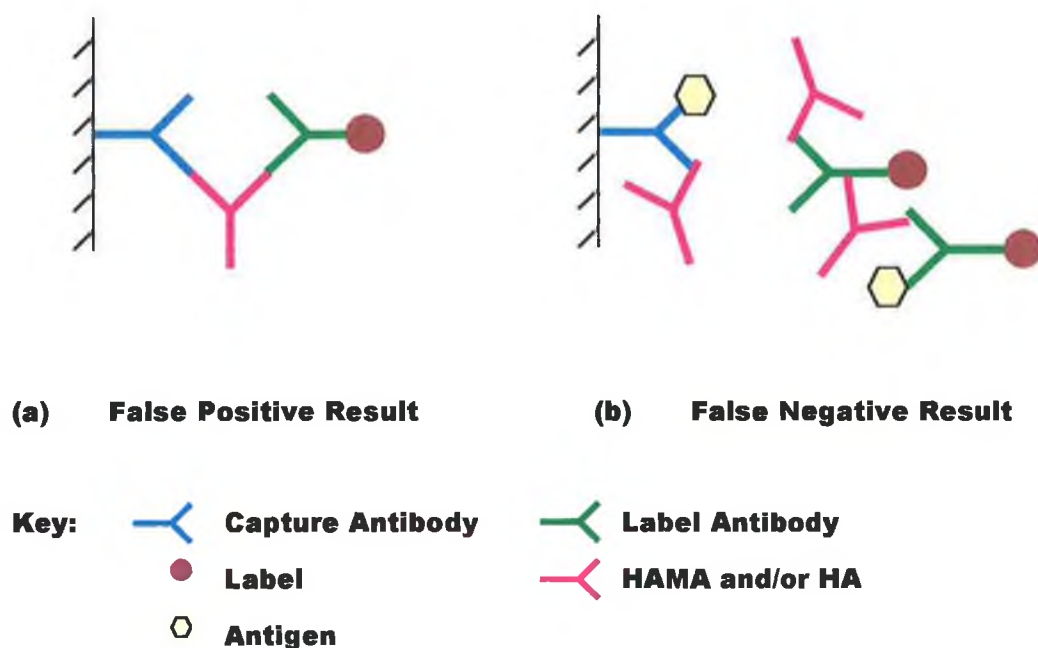 (a) False Positive Result
(b) False Negative Result
Key:
Capture Antibody
Label Antibody
Label
HAMA and/or HA
Antigen